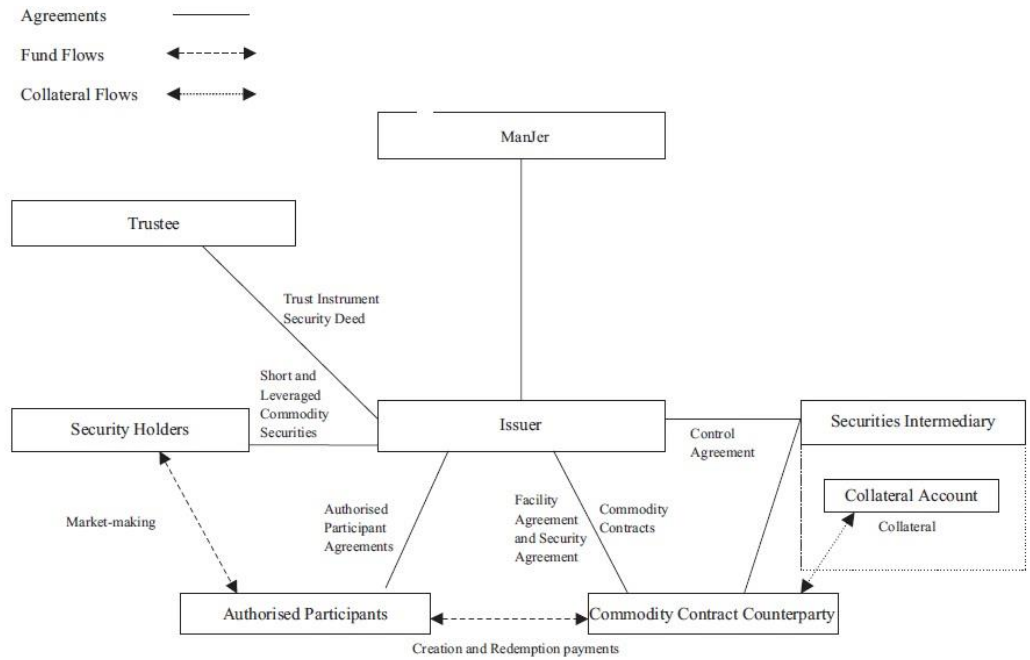 Agreements
Fund Flows
Collateral Flows
ManJer
Trustee
Trust Instrument
Security Deed
Short and
Leveraged
Commodity
Securities
Security Holders
Issuer
Control
Agreement
Securities Intermediary
Collateral Account
Collateral
Market-making
Authorised
Participant
Agreements
Facility
Agreement
and Security
Agreement
Commodity
Contracts
Authorised Participants
Commodity Contract Counterparty
Creation and Redemption payments